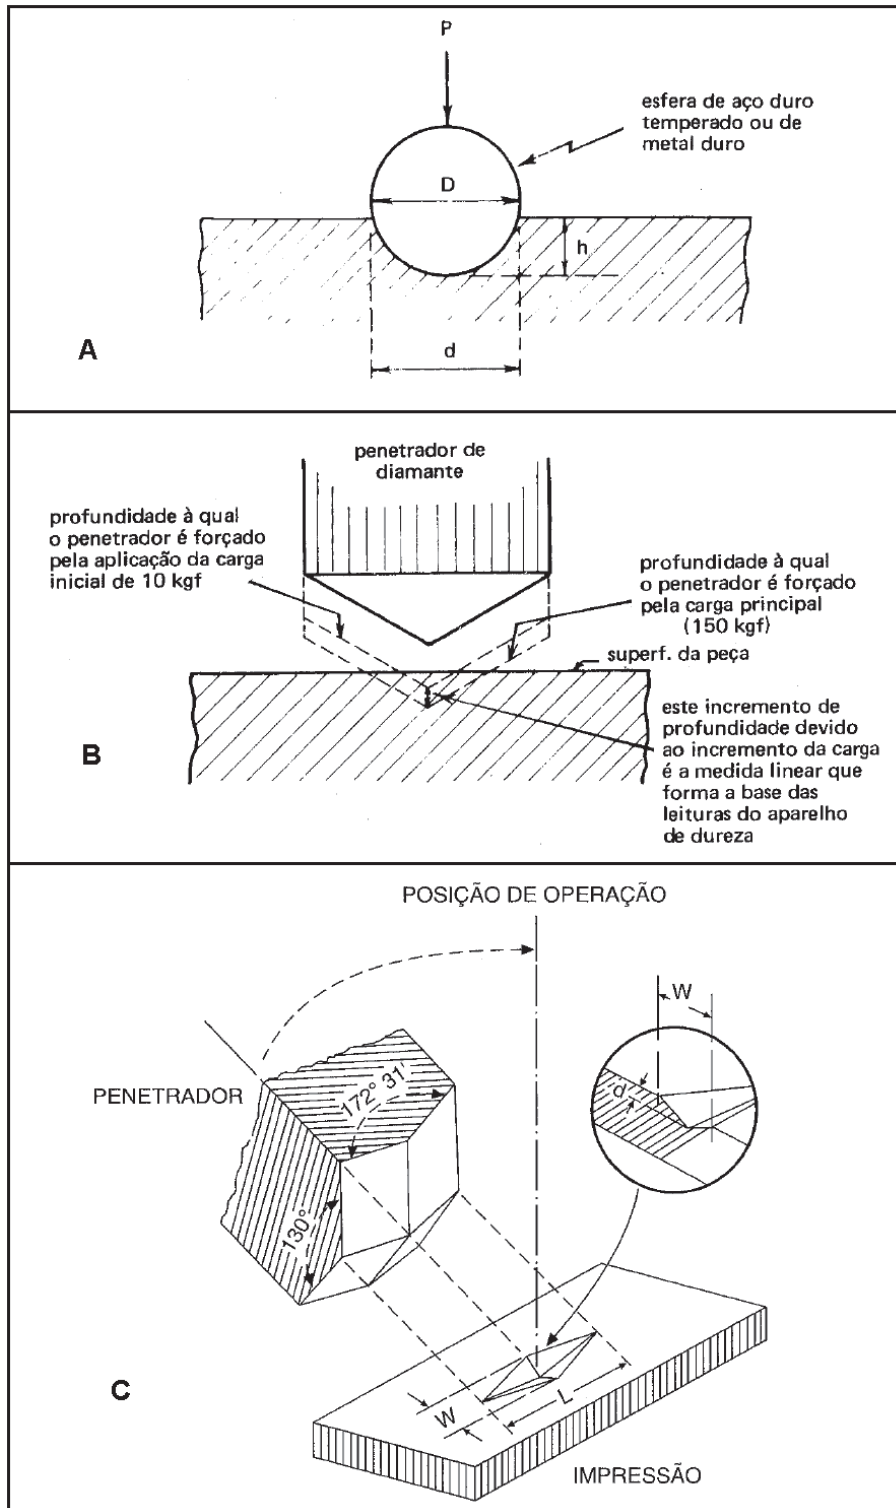 P
esfera de aço duro
temperado ou de
metal duro
D
h
A
d
penetrador de
diamante
profundidade à qual
o penetrador é forçado
pela aplicação da carga
inicial de 10 kgf
profundidade à qual
o penetrador é forçado
pela carga principal
(150 kgf)
superf. da peça
este incremento de
profundidade devido
ao incremento da carga
é a medida linear que
forma a base das
leituras do aparelho
de dureza
B
POSIÇÃO DE OPERAÇÃO
W
PENETRADOR
172° 31'
d
130°
C
W
L
IMPRESSÃO